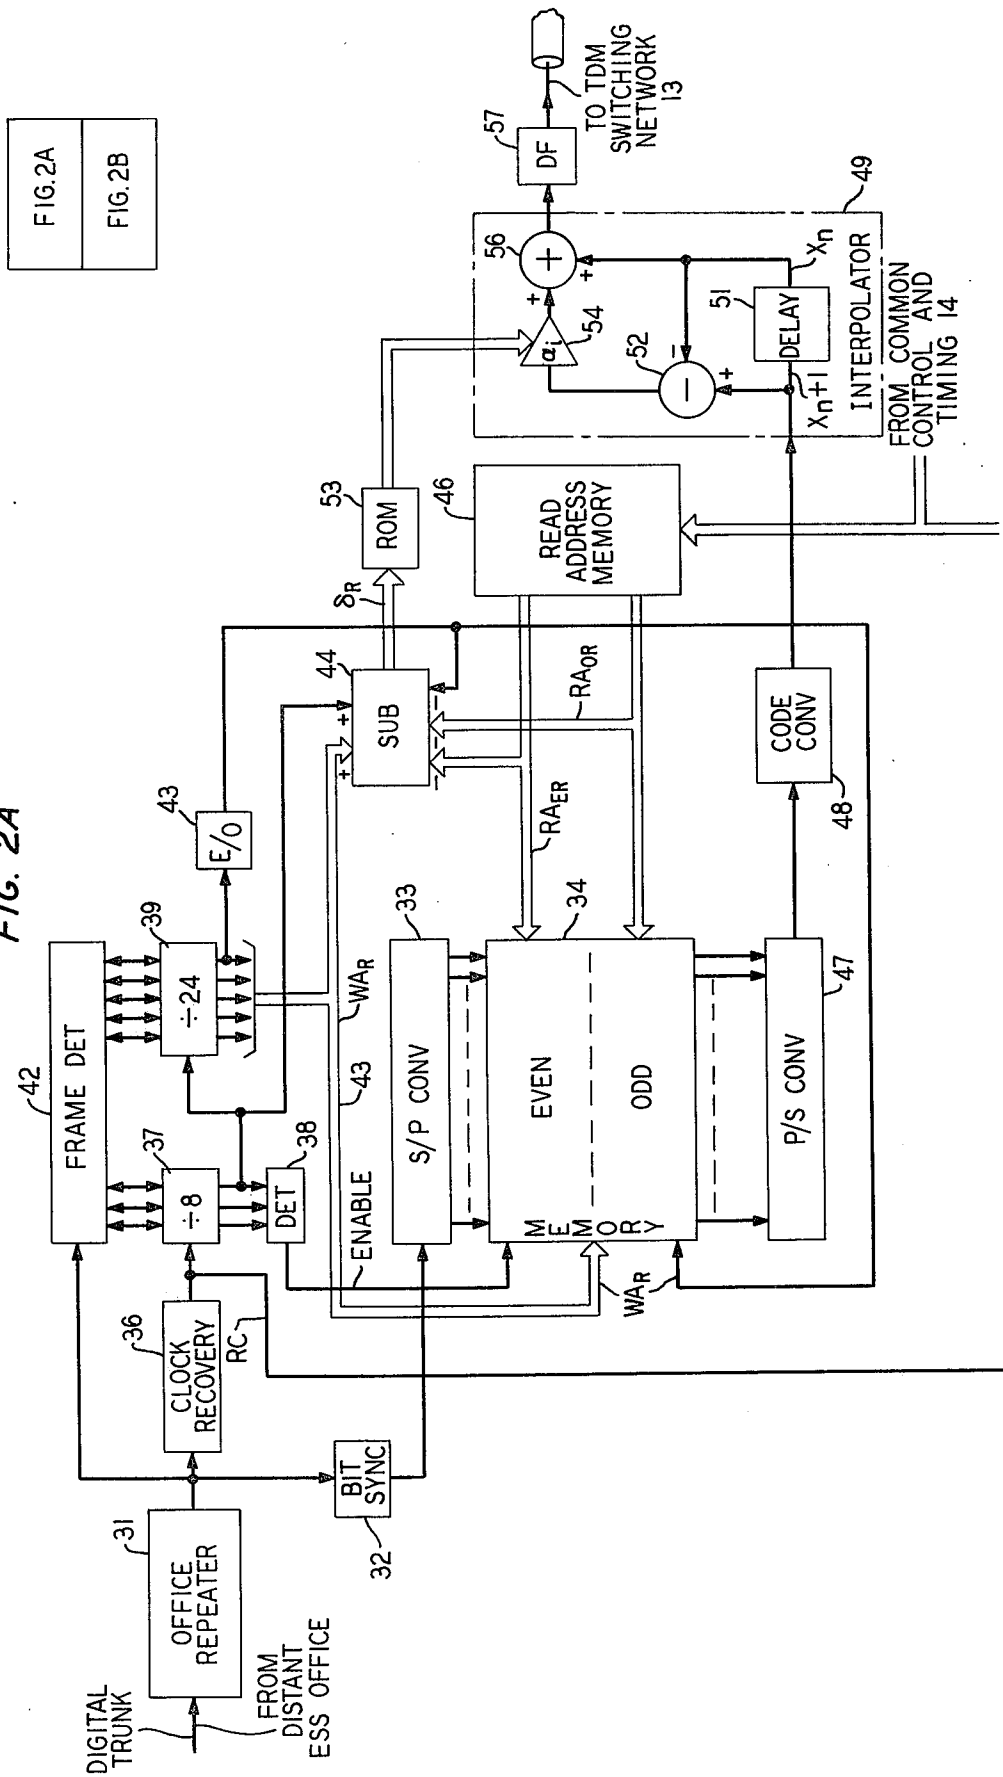 FIG. 2A
FIG. 2A
FIG. 2B
DIGITAL
TRUNK
FROM
DISTANT
ESS OFFICE
31
OFFICE
REPEATER
36
CLOCK
RECOVERY
RC
32
BIT
SYNC
42
FRAME DET
37
÷8
39
÷24
38
DET
ENABLE
43
E/O
43
WAR
33
S/P CONV
34
EVEN
ODD
MEMORY
WAR
47
P/S CONV
48
CODE
CONV
44
SUB
+
+
-
-
-
δR
53
ROM
RAER
RAOR
46
READ
ADDRESS
MEMORY
49
INTERPOLATOR
Xn+1
51
DELAY
Xn
52
-
+
-
αi
54
56
+
+
+
57
DF
TO TDM
SWITCHING
NETWORK
13
FROM COMMON
CONTROL AND
TIMING 14